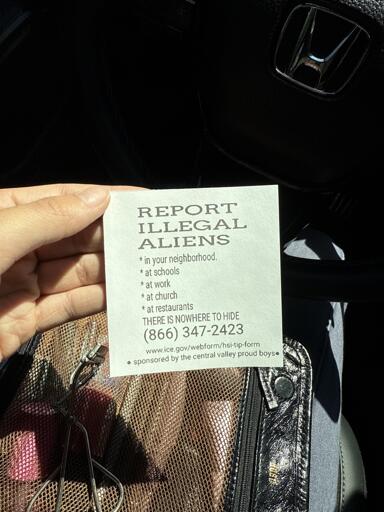 REPORT
ILLEGAL
ALIENS
* in your neighborhood.
* at schools
* at work
* at church
* at restaurants
THERE IS NOWHERE TO HIDE
(866) 347-2423
www.ice.gov/webform/hsi-tip-form
• sponsored by the central valley proud boys•